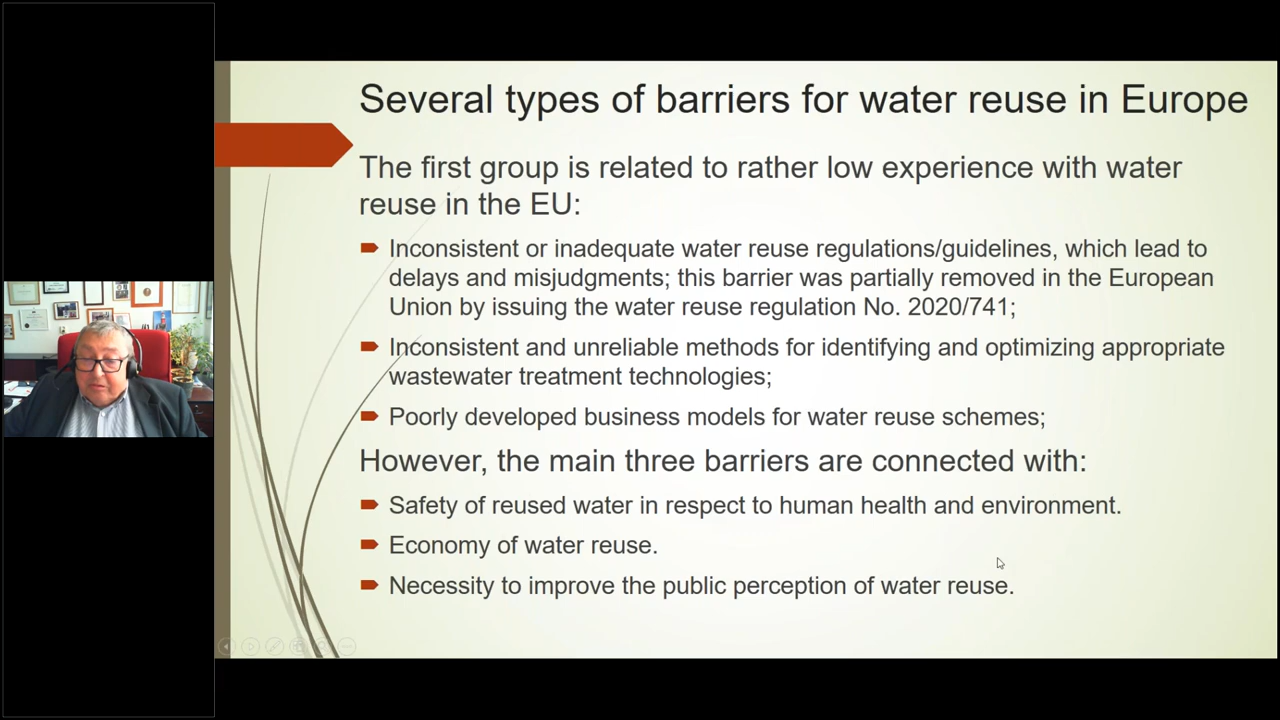 Several types of barriers for water reuse in Europe
The first group is related to rather low experience with water
reuse in the EU:
Inconsistent or inadequate water reuse regulations/guidelines, which lead to
delays and misjudgments; this barrier was partially removed in the European
Union by issuing the water reuse regulation No. 2020/741;
Inconsistent and unreliable methods for identifying and optimizing appropriate
wastewater treatment technologies;
Poorly developed business models for water reuse schemes;
However, the main three barriers are connected with:
Safety of reused water in respect to human health and environment.
Economy of water reuse.
Necessity to improve the public perception of water reuse.